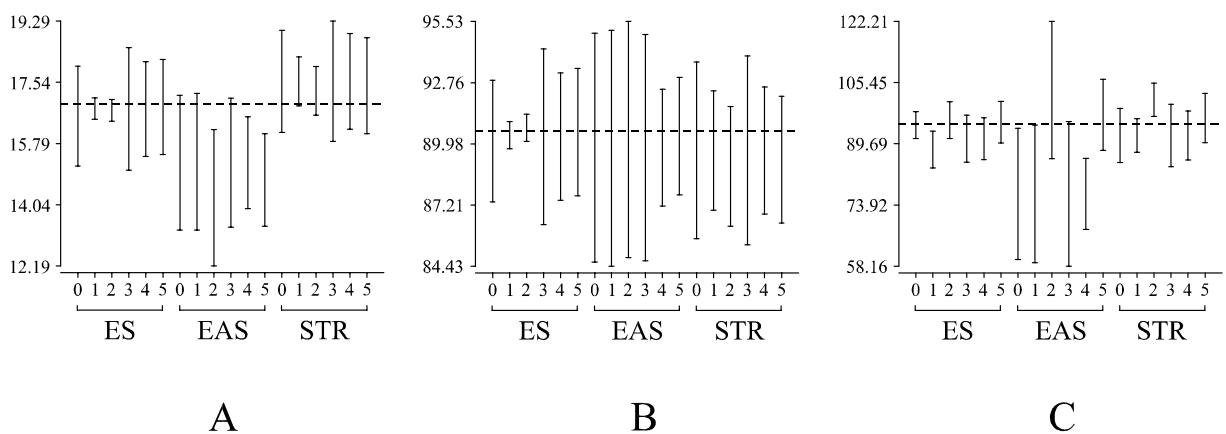 19.29
17.54
15.79
14.04
12.19
0 1 2 3 4 5 0 1 2 3 4 5 0 1 2 3 4 5
ES EAS STR
A
95.53
92.76
89.98
87.21
84.43
0 1 2 3 4 5 0 1 2 3 4 5 0 1 2 3 4 5
ES EAS STR
B
122.21
105.45
89.69
73.92
58.16
0 1 2 3 4 5 0 1 2 3 4 5 0 1 2 3 4 5
ES EAS STR
C